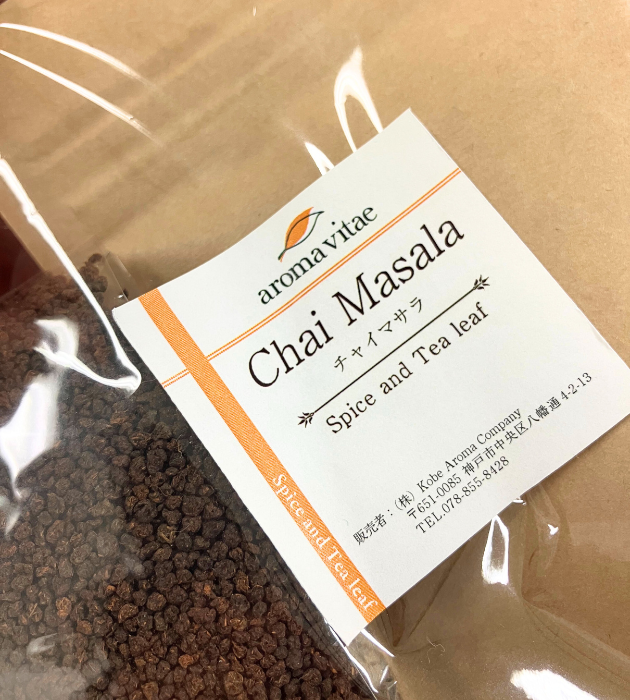 aroma vitae
Chai Masala
チャイマサラ
Spice and Tea leaf
販売者：（株）Kobe Aroma Company
〒651-0085 神戸市中央区八幡通 4-2-13
TEL.078-855-8428
Spice and Tea leaf